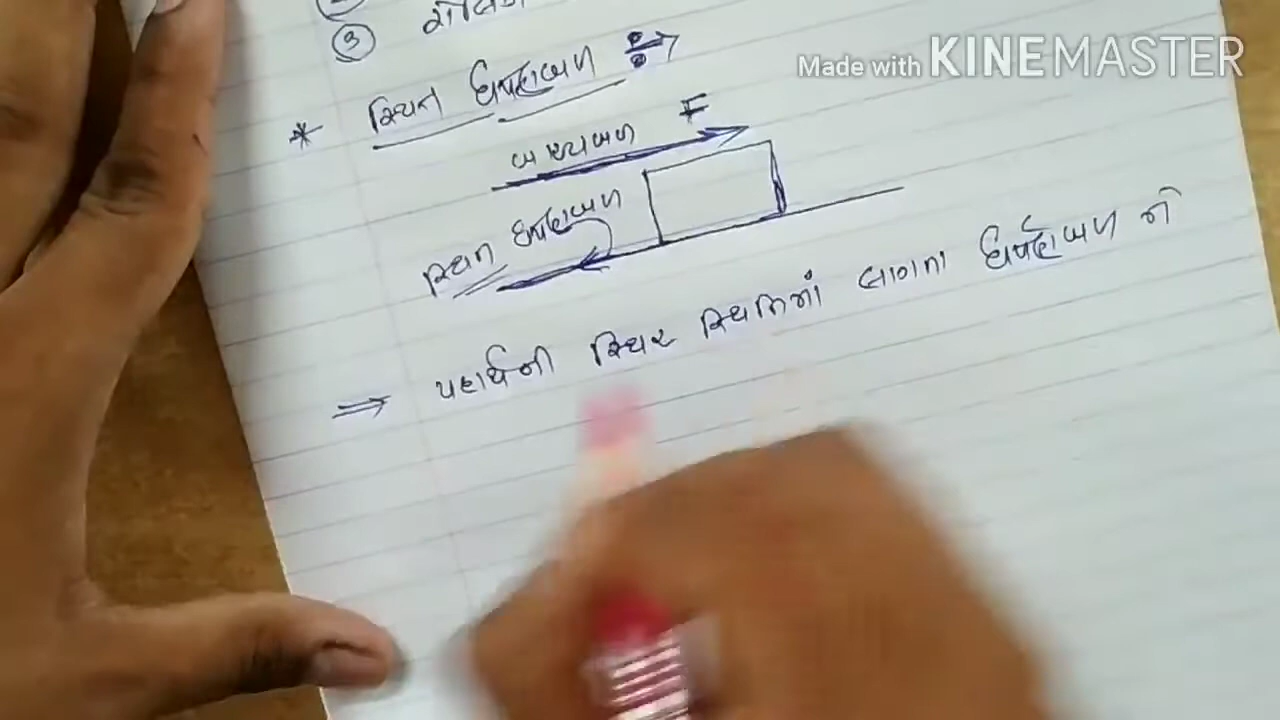 ③ રોલિંગ
* સ્થિત ઘર્ષણબળ
બાહ્યબળ F
સ્થિત ઘર્ષણબળ
⇒ પદાર્થની સ્થિર સ્થિતિમાં લાગતા ઘર્ષણબળ ને
Made with KINEMASTER